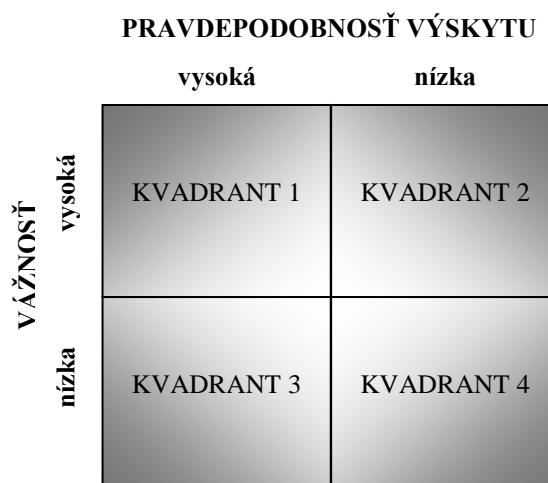 PRAVDEPODOBNOSŤ VÝSKYTU
vysoká nízka
VÁŽNOSŤ
vysoká
KVADRANT 1 KVADRANT 2
nízka
KVADRANT 3 KVADRANT 4